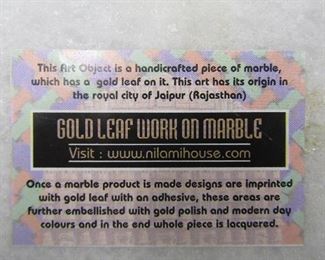 This Art Object is a handicrafted piece of marble,
which has a gold leaf on it. This art has its origin in
the royal city of Jaipur (Rajasthan)
GOLD LEAF WORK ON MARBLE
Visit : www.nilamihouse.com
Once a marble product is made designs are imprinted
with gold leaf with an adhesive, these areas are
further embellished with gold polish and modern day
colours and in the end whole piece is lacquered.